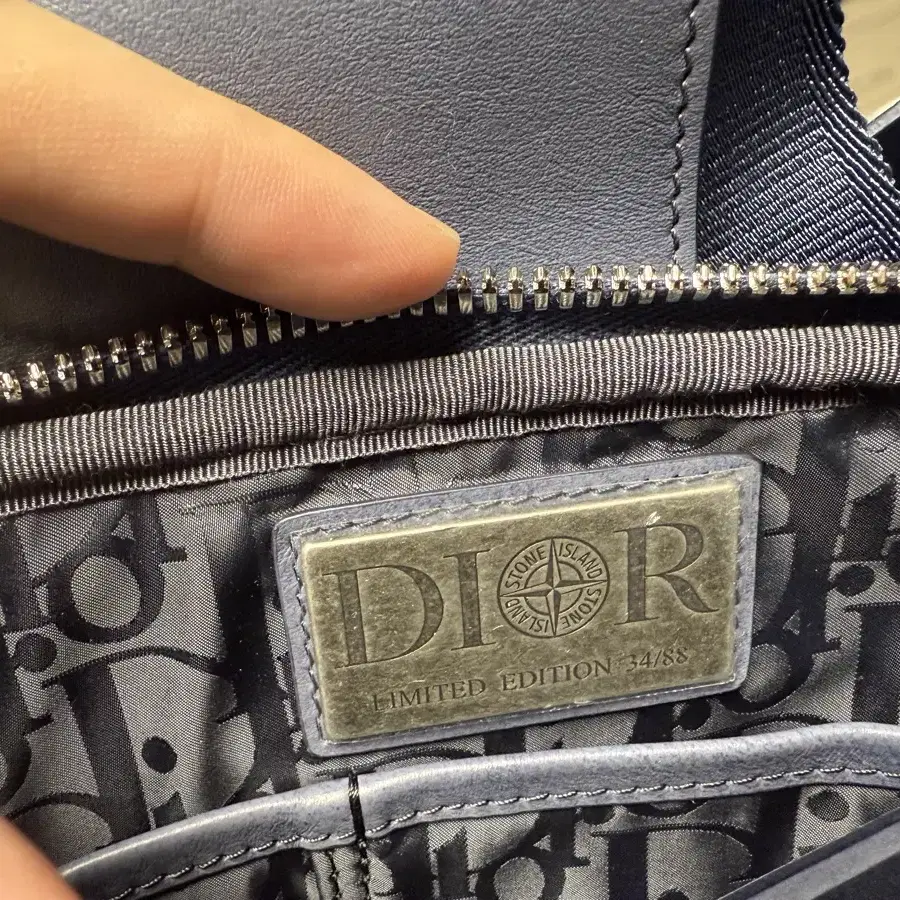 DIOR
STONE ISLAND STONE ISLAND
LIMITED EDITION 34/88